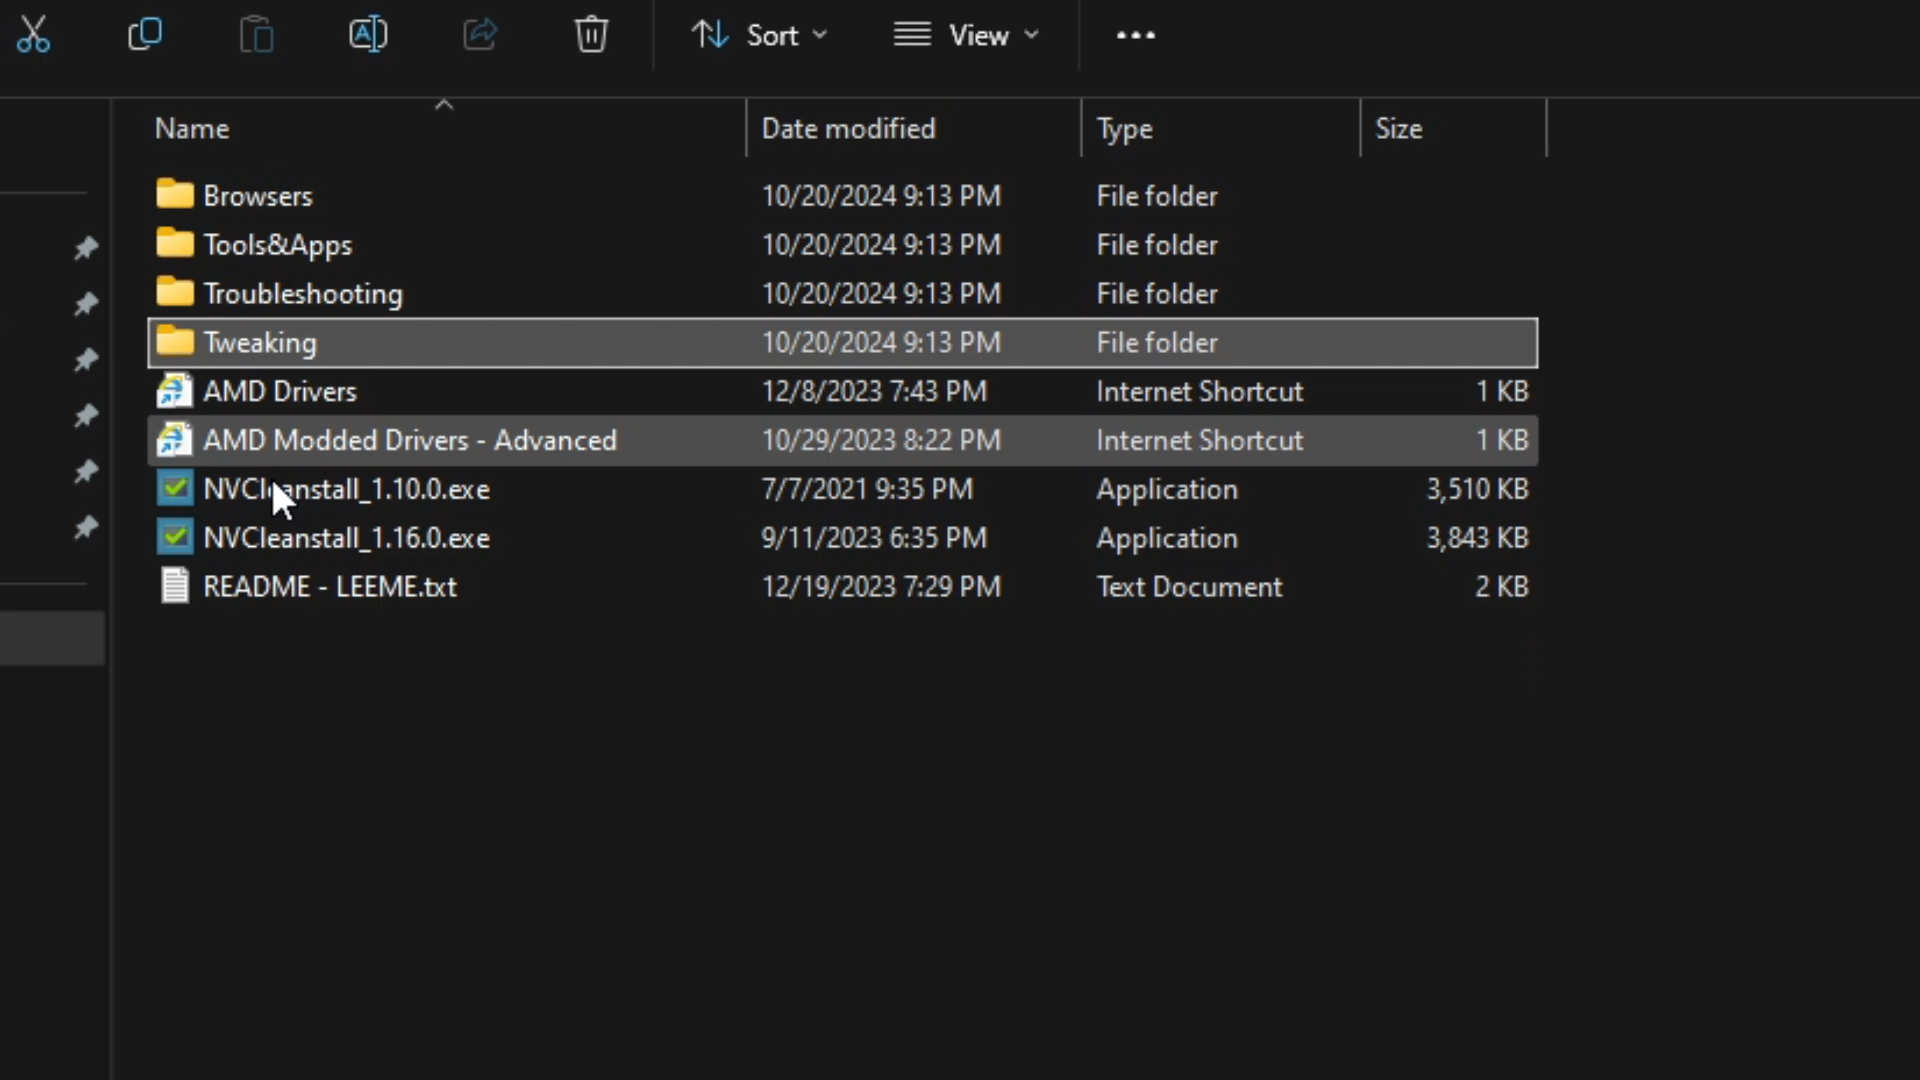 Sort View
Name Date modified Type Size
Browsers 10/20/2024 9:13 PM File folder
Tools&Apps 10/20/2024 9:13 PM File folder
Troubleshooting 10/20/2024 9:13 PM File folder
Tweaking 10/20/2024 9:13 PM File folder
AMD Drivers 12/8/2023 7:43 PM Internet Shortcut 1 KB
AMD Modded Drivers - Advanced 10/29/2023 8:22 PM Internet Shortcut 1 KB
NVCleanstall_1.10.0.exe 7/7/2021 9:35 PM Application 3,510 KB
NVCleanstall_1.16.0.exe 9/11/2023 6:35 PM Application 3,843 KB
README - LEEME.txt 12/19/2023 7:29 PM Text Document 2 KB